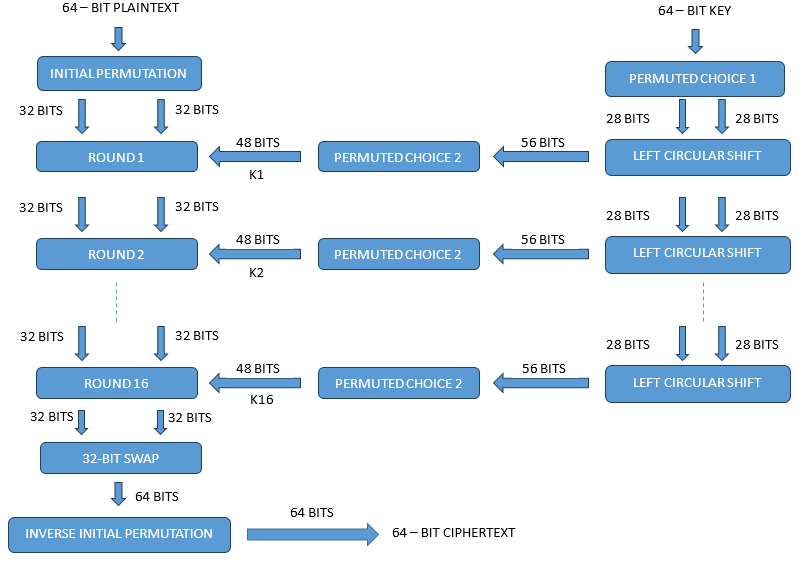 64 – BIT PLAINTEXT
64 – BIT KEY
INITIAL PERMUTATION
PERMUTED CHOICE 1
32 BITS
32 BITS
28 BITS
28 BITS
ROUND 1
48 BITS
K1
PERMUTED CHOICE 2
56 BITS
LEFT CIRCULAR SHIFT
32 BITS
32 BITS
28 BITS
28 BITS
ROUND 2
48 BITS
K2
PERMUTED CHOICE 2
56 BITS
LEFT CIRCULAR SHIFT
32 BITS
32 BITS
28 BITS
28 BITS
ROUND 16
48 BITS
K16
PERMUTED CHOICE 2
56 BITS
LEFT CIRCULAR SHIFT
32 BITS
32 BITS
32-BIT SWAP
64 BITS
INVERSE INITIAL PERMUTATION
64 BITS
64 – BIT CIPHERTEXT